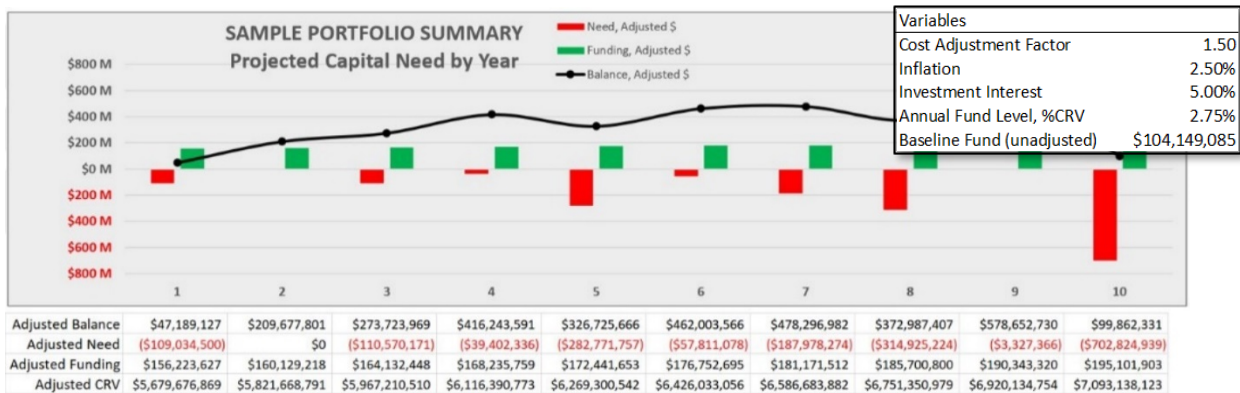 SAMPLE PORTFOLIO SUMMARY
Projected Capital Need by Year
Need, Adjusted $
Funding, Adjusted $
Balance, Adjusted $
Variables
Cost Adjustment Factor 1.50
Inflation 2.50%
Investment Interest 5.00%
Annual Fund Level, %CRV 2.75%
Baseline Fund (unadjusted) $104,149,085
$800 M
$600 M
$400 M
$200 M
$0 M
$200 M
$400 M
$600 M
$800 M
1 2 3 4 5 6 7 8 9 10
Adjusted Balance $47,189,127 $209,677,801 $273,723,969 $416,243,591 $326,725,666 $462,003,566 $478,296,982 $372,987,407 $578,652,730 $99,862,331
Adjusted Need ($109,034,500) $0 ($110,570,171) ($39,402,336) ($282,771,757) ($57,811,078) ($187,978,274) ($314,925,224) ($3,327,366) ($702,824,939)
Adjusted Funding $156,223,627 $160,129,218 $164,132,448 $168,235,759 $172,441,653 $176,752,695 $181,171,512 $185,700,800 $190,343,320 $195,101,903
Adjusted CRV $5,679,676,869 $5,821,668,791 $5,967,210,510 $6,116,390,773 $6,269,300,542 $6,426,033,056 $6,586,683,882 $6,751,350,979 $6,920,134,754 $7,093,138,123